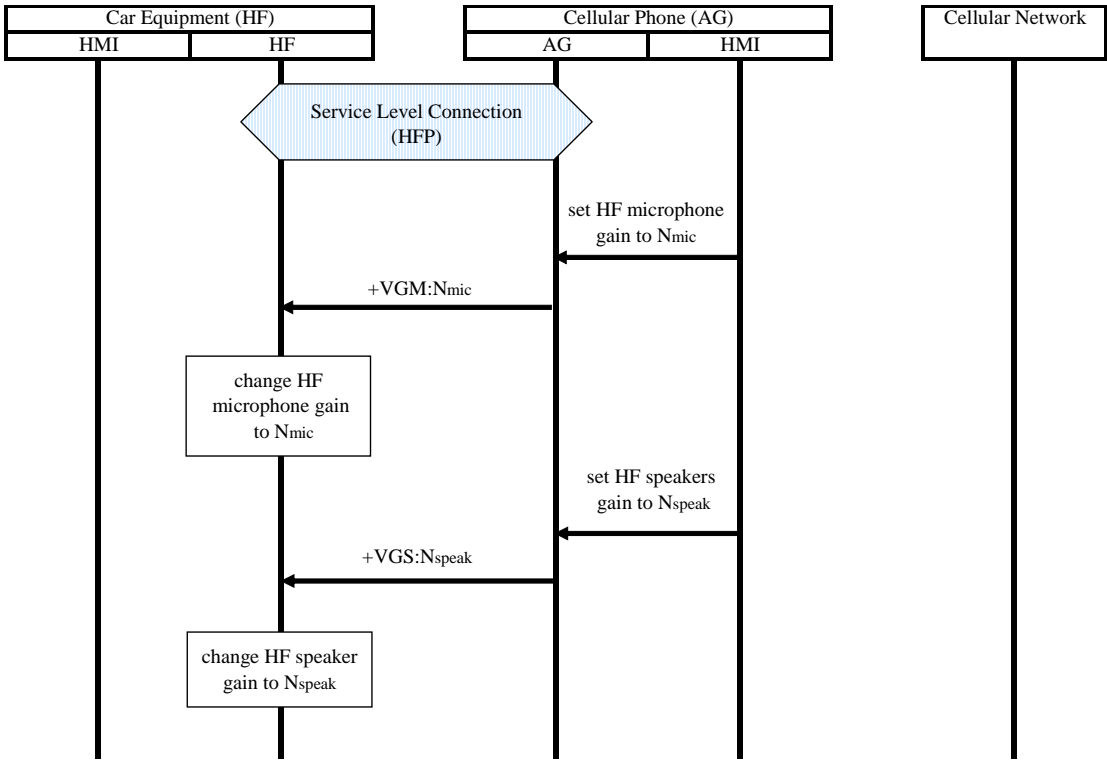 Car Equipment (HF)
Cellular Phone (AG)
Cellular Network
HMI
HF
AG
HMI
Service Level Connection
(HFP)
set HF microphone
gain to Nmic
+VGM:Nmic
change HF
microphone gain
to Nmic
set HF speakers
gain to Nspeak
+VGS:Nspeak
change HF speaker
gain to Nspeak